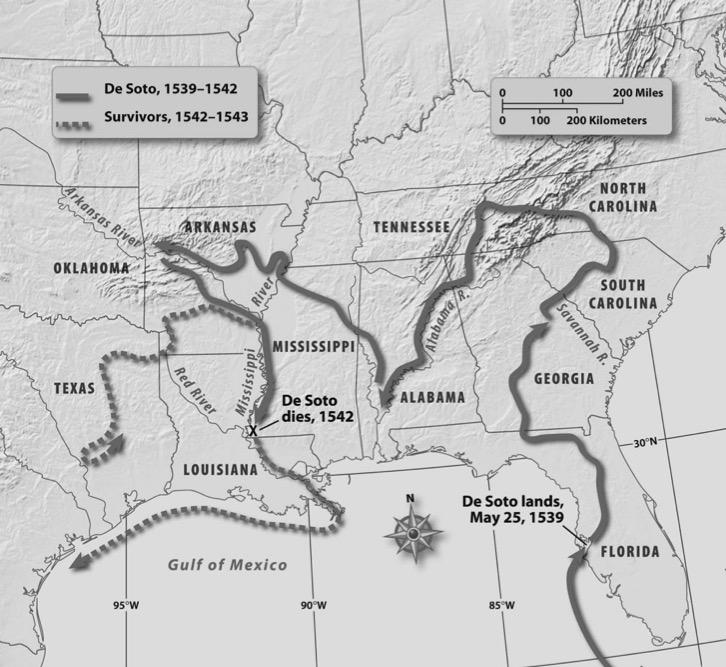 De Soto, 1539–1542
Survivors, 1542–1543
0 100 200 Miles
0 100 200 Kilometers
NORTH
CAROLINA
Arkansas River
ARKANSAS
TENNESSEE
OKLAHOMA
SOUTH
CAROLINA
River
Alabama R.
Savannah R.
MISSISSIPPI
Mississippi
TEXAS
Red River
De Soto
dies, 1542
X
ALABAMA
GEORGIA
30°N
LOUISIANA
N
De Soto lands,
May 25, 1539
FLORIDA
Gulf of Mexico
95°W
90°W
85°W